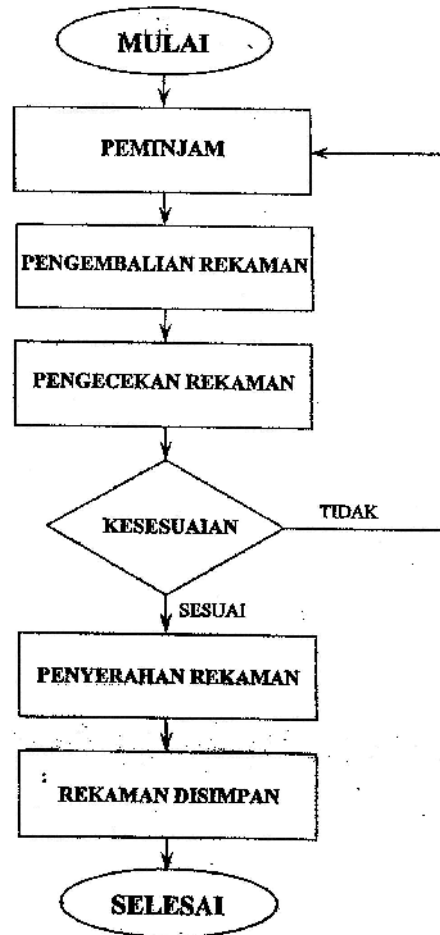 MULAI
PEMINJAM
PENGEMBALIAN REKAMAN
PENGECEKAN REKAMAN
KESESUAIAN
TIDAK
SESUAI
PENYERAHAN REKAMAN
REKAMAN DISIMPAN
SELESAI